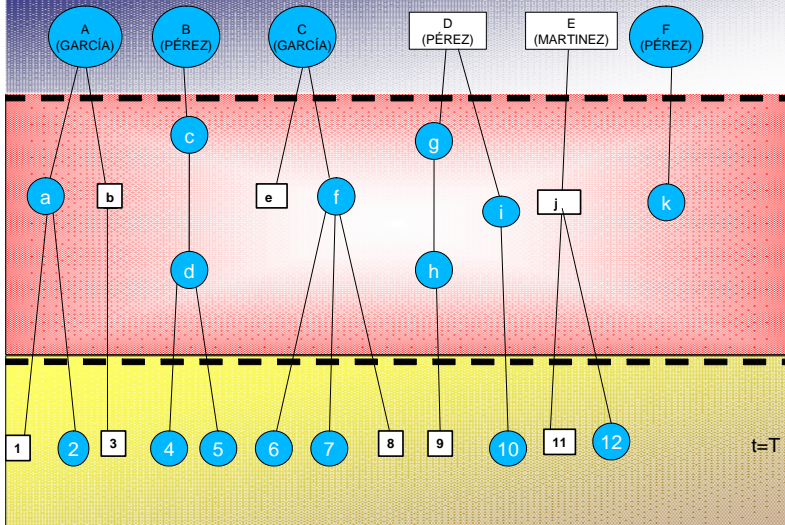 A
(GARCÍA)
B
(PÉREZ)
C
(GARCÍA)
D
(PÉREZ)
E
(MARTINEZ)
F
(PÉREZ)
c
g
a
b
e
f
i
j
k
d
h
1
2
3
4
5
6
7
8
9
10
11
12
t=T